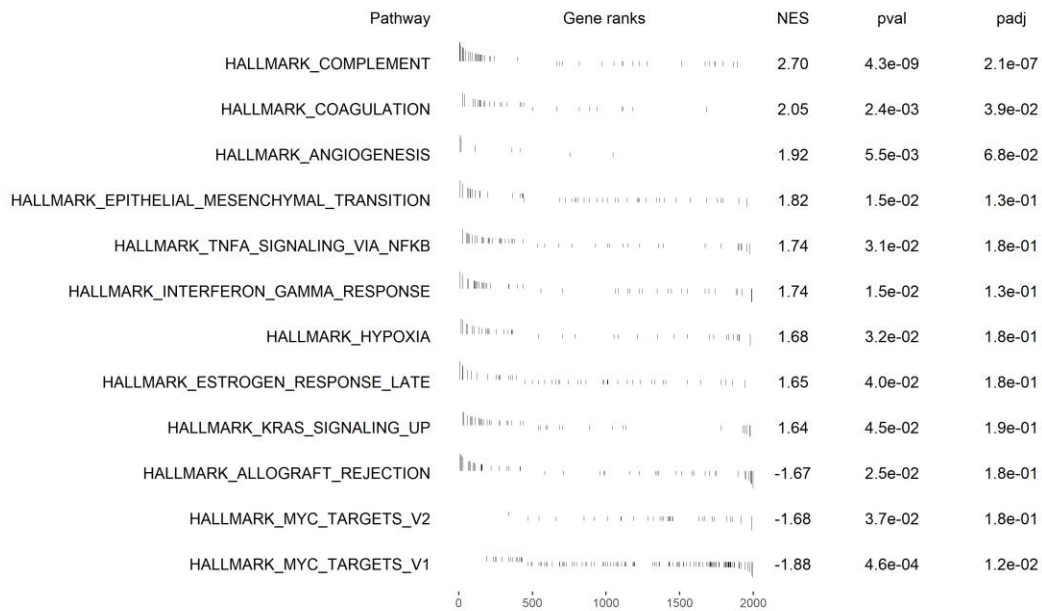 Pathway Gene ranks NES pval padj
HALLMARK_COMPLEMENT 2.70 4.3e-09 2.1e-07
HALLMARK_COAGULATION 2.05 2.4e-03 3.9e-02
HALLMARK_ANGIOGENESIS 1.92 5.5e-03 6.8e-02
HALLMARK_EPITHELIAL_MESENCHYMAL_TRANSITION 1.82 1.5e-02 1.3e-01
HALLMARK_TNFA_SIGNALING_VIA_NFKB 1.74 3.1e-02 1.8e-01
HALLMARK_INTERFERON_GAMMA_RESPONSE 1.74 1.5e-02 1.3e-01
HALLMARK_HYPOXIA 1.68 3.2e-02 1.8e-01
HALLMARK_ESTROGEN_RESPONSE_LATE 1.65 4.0e-02 1.8e-01
HALLMARK_KRAS_SIGNALING_UP 1.64 4.5e-02 1.9e-01
HALLMARK_ALLOGRAFT_REJECTION -1.67 2.5e-02 1.8e-01
HALLMARK_MYC_TARGETS_V2 -1.68 3.7e-02 1.8e-01
HALLMARK_MYC_TARGETS_V1 -1.88 4.6e-04 1.2e-02
0 500 1000 1500 2000